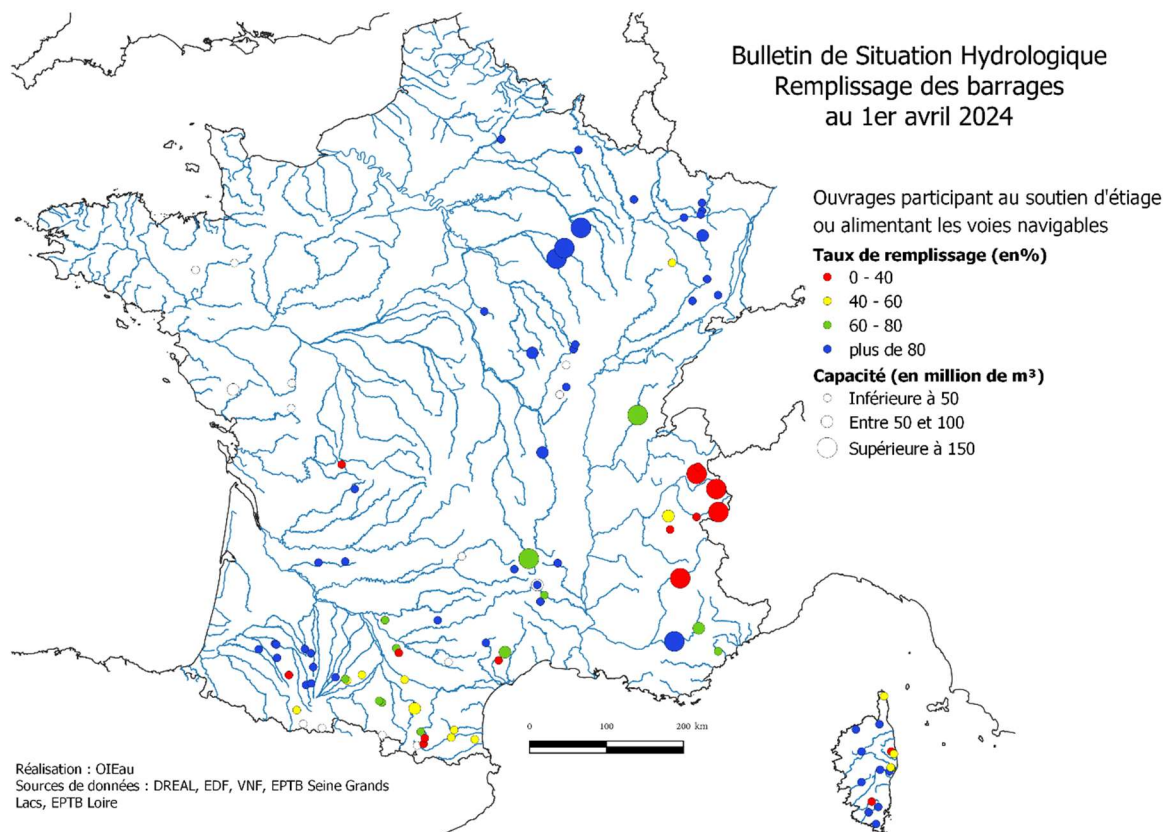 Bulletin de Situation Hydrologique
Remplissage des barrages
au 1er avril 2024
Ouvrages participant au soutien d'étiage
ou alimentant les voies navigables
Taux de remplissage (en%)
0 - 40
40 - 60
60 - 80
plus de 80
Capacité (en million de m³)
Inférieure à 50
Entre 50 et 100
Supérieure à 150
0 100 200 km
Réalisation : OIEau
Sources de données : DREAL, EDF, VNF, EPTB Seine Grands
Lacs, EPTB Loire